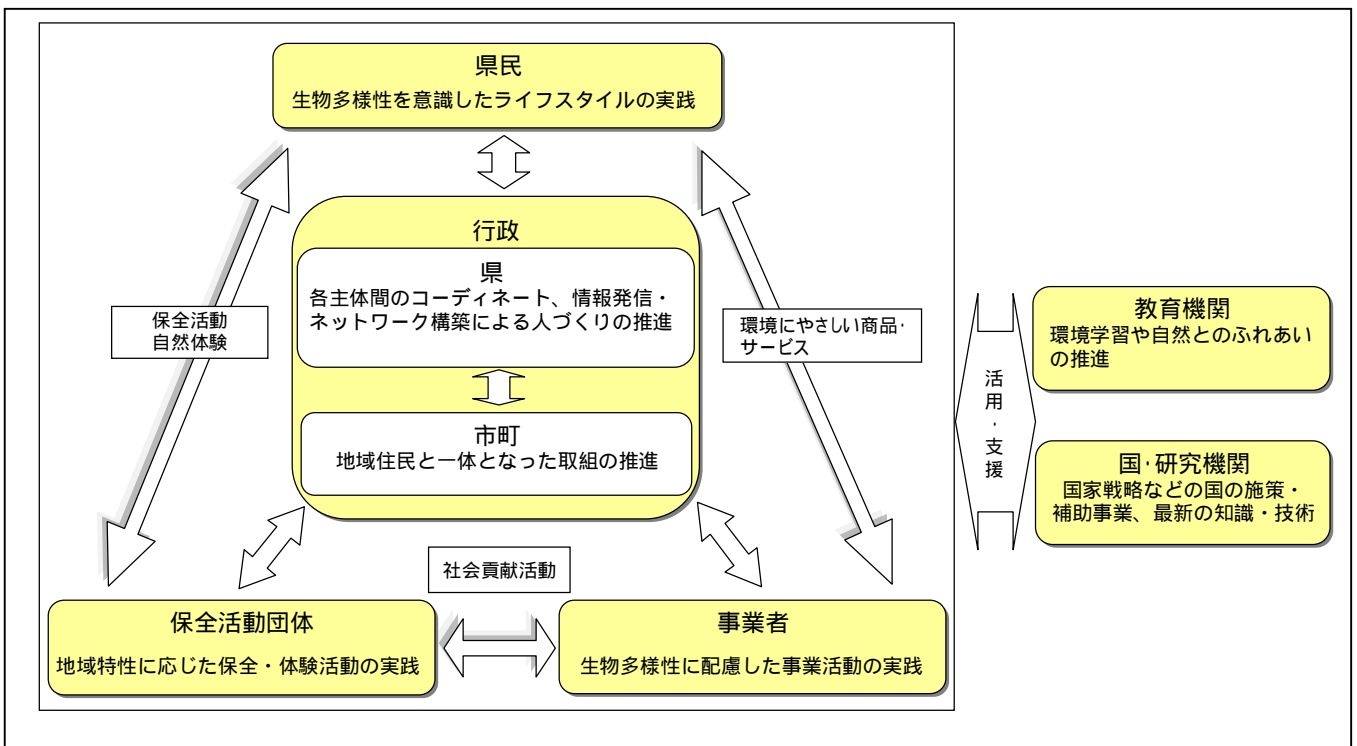 県民
生物多様性を意識したライフスタイルの実践
行政
県
各主体間のコーディネート、情報発信・
ネットワーク構築による人づくりの推進
市町
地域住民と一体となった取組の推進
保全活動
自然体験
環境にやさしい商品・
サービス
社会貢献活動
保全活動団体
地域特性に応じた保全・体験活動の実践
事業者
生物多様性に配慮した事業活動の実践
活用・支援
教育機関
環境学習や自然とのふれあい
の推進
国・研究機関
国家戦略などの国の施策・
補助事業、最新の知識・技術